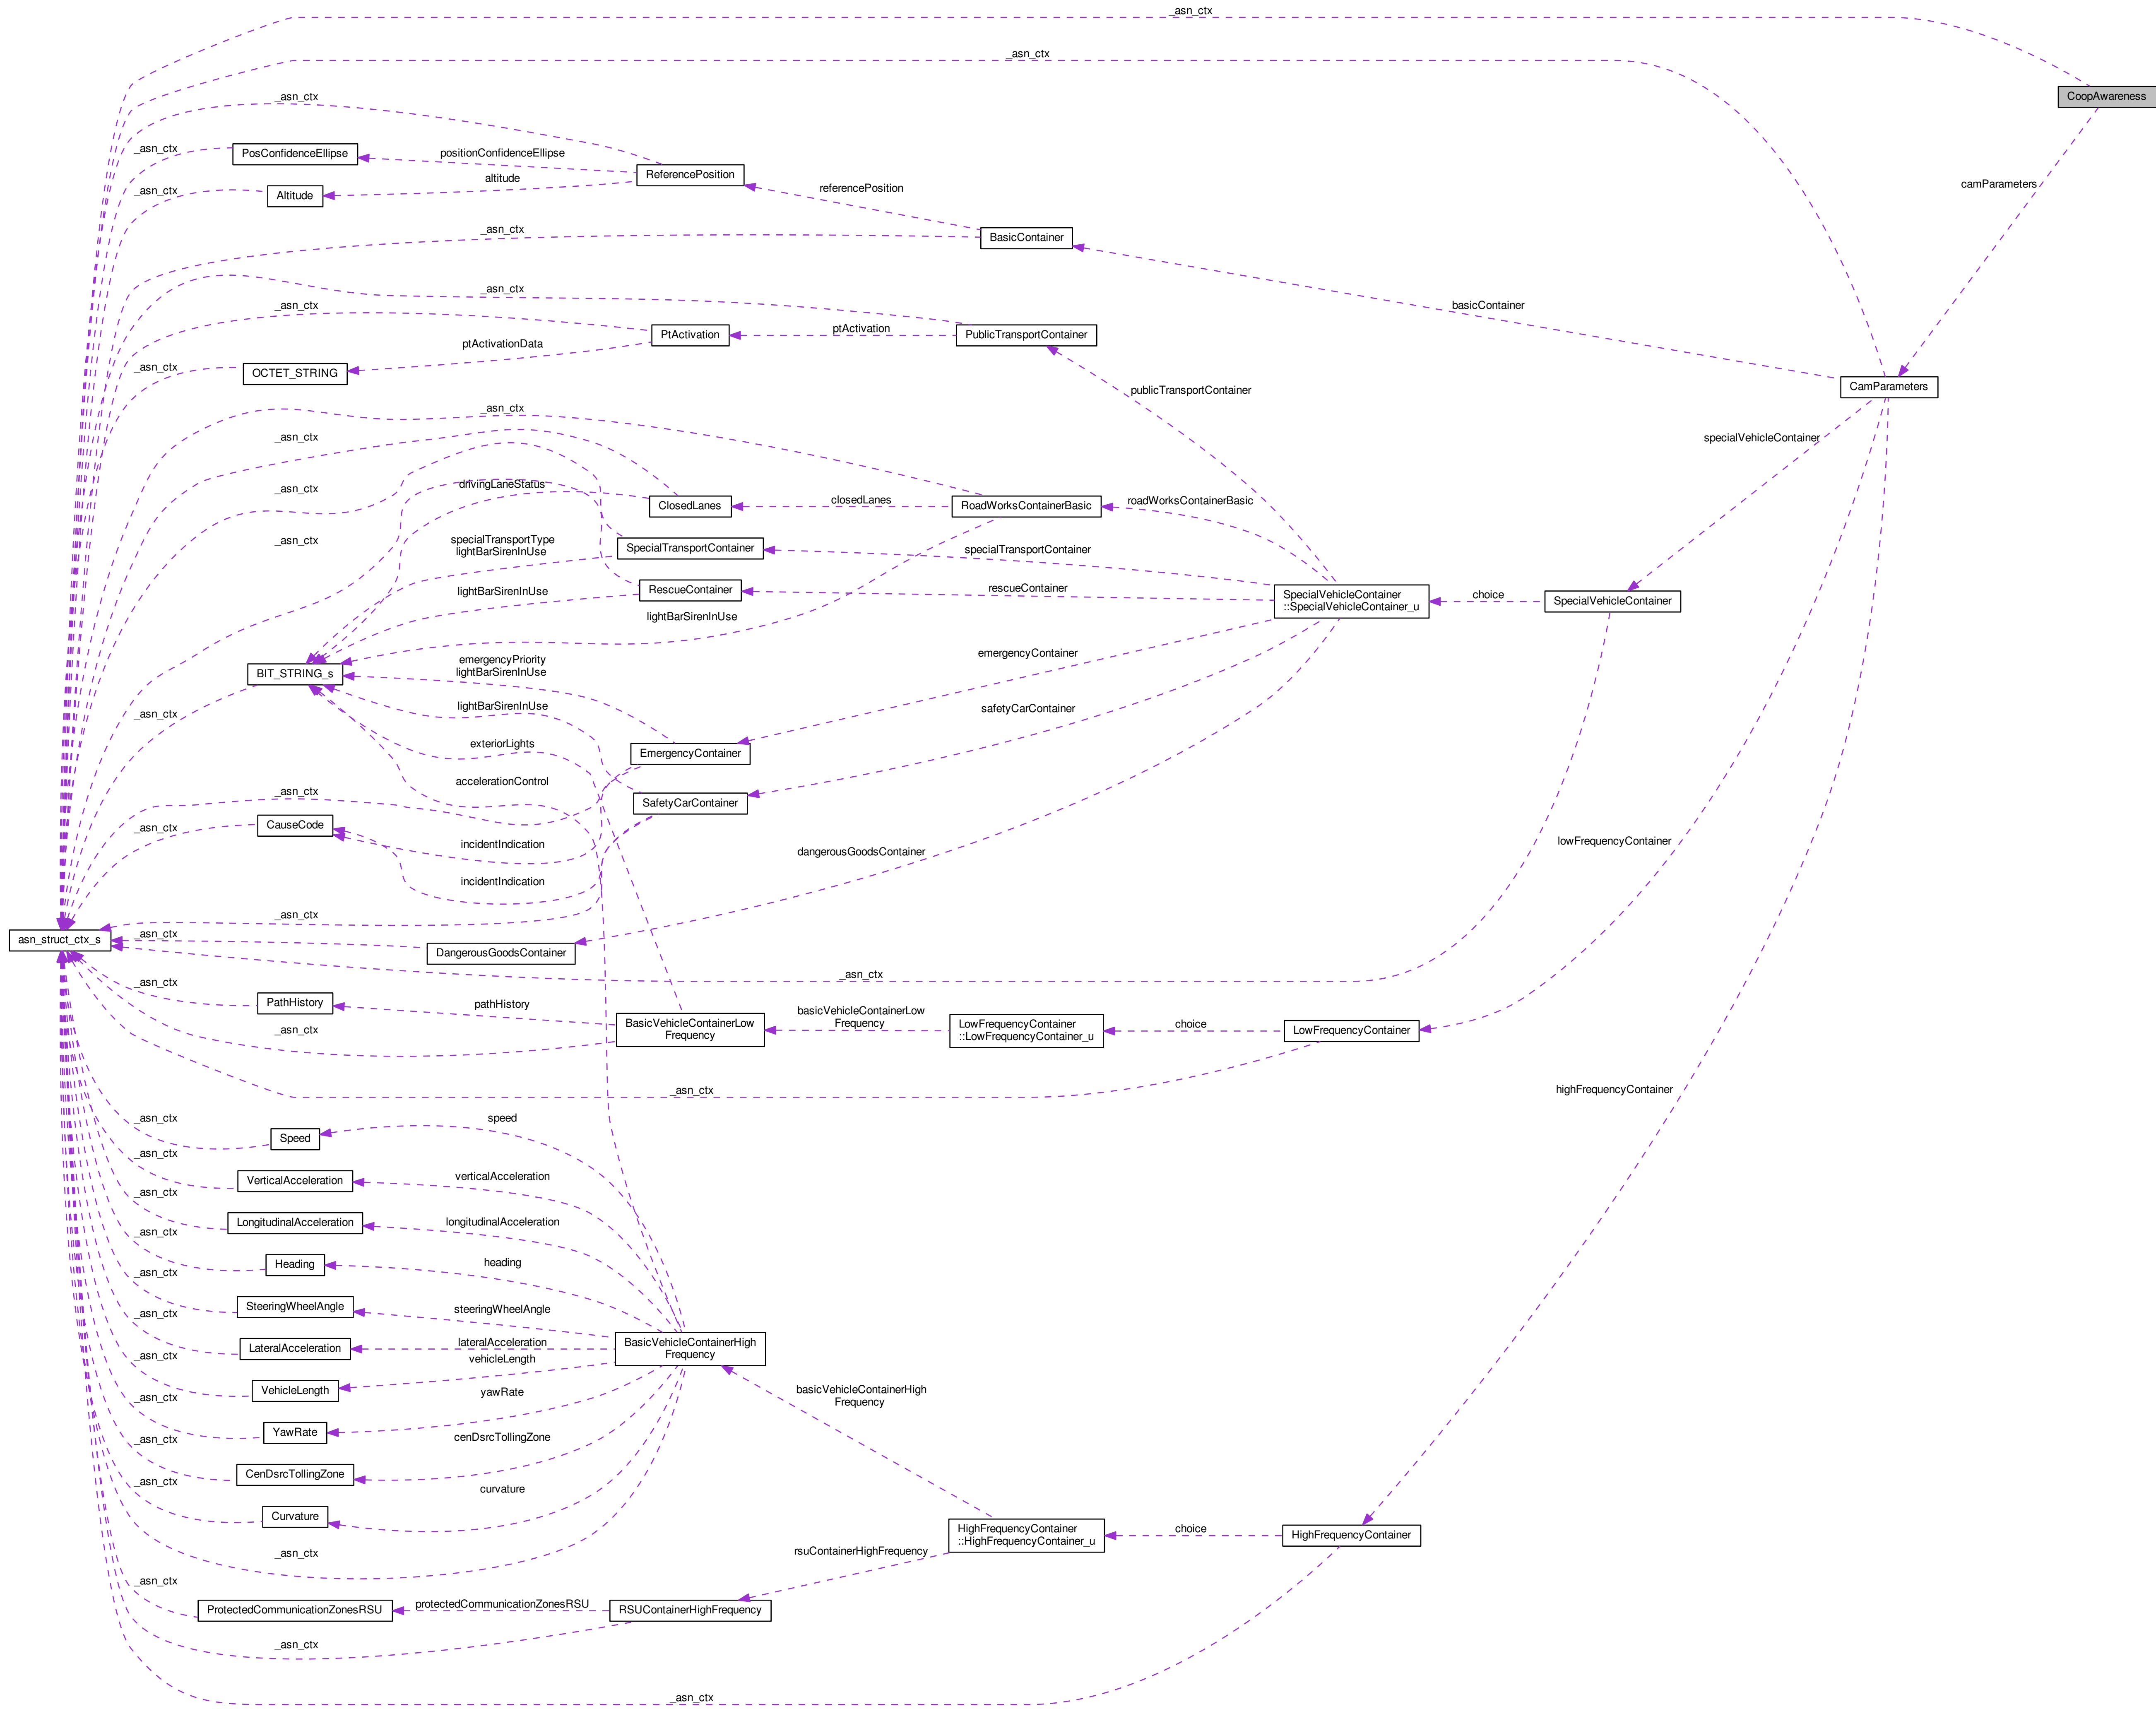 _asn_ctx
_asn_ctx
CoopAwareness
_asn_ctx
_asn_ctx
PosConfidenceEllipse
positionConfidenceEllipse
ReferencePosition
altitude
camParameters
_asn_ctx
Altitude
referencePosition
_asn_ctx
BasicContainer
_asn_ctx
_asn_ctx
basicContainer
ptActivation
PtActivation
PublicTransportContainer
ptActivationData
_asn_ctx
OCTET_STRING
CamParameters
publicTransportContainer
_asn_ctx
_asn_ctx
specialVehicleContainer
_asn_ctx
drivingLaneStatus
ClosedLanes
closedLanes
RoadWorksContainerBasic
roadWorksContainerBasic
_asn_ctx
specialTransportType
lightBarSirenInUse
SpecialTransportContainer
specialTransportContainer
lightBarSirenInUse
RescueContainer
rescueContainer
SpecialVehicleContainer
::SpecialVehicleContainer_u
choice
SpecialVehicleContainer
lightBarSirenInUse
emergencyContainer
emergencyPriority
lightBarSirenInUse
BIT_STRING_s
_asn_ctx
lightBarSirenInUse
safetyCarContainer
exteriorLights
EmergencyContainer
accelerationControl
_asn_ctx
SafetyCarContainer
_asn_ctx
CauseCode
incidentIndication
lowFrequencyContainer
dangerousGoodsContainer
incidentIndication
_asn_ctx
asn_struct_ctx_s
_asn_ctx
DangerousGoodsContainer
_asn_ctx
_asn_ctx
PathHistory
pathHistory
basicVehicleContainerLow
Frequency
_asn_ctx
BasicVehicleContainerLow
Frequency
LowFrequencyContainer
::LowFrequencyContainer_u
choice
LowFrequencyContainer
_asn_ctx
highFrequencyContainer
_asn_ctx
Speed
speed
_asn_ctx
VerticalAcceleration
verticalAcceleration
_asn_ctx
LongitudinalAcceleration
longitudinalAcceleration
_asn_ctx
Heading
heading
_asn_ctx
SteeringWheelAngle
steeringWheelAngle
_asn_ctx
LateralAcceleration
lateralAcceleration
BasicVehicleContainerHigh
Frequency
_asn_ctx
VehicleLength
vehicleLength
_asn_ctx
YawRate
yawRate
basicVehicleContainerHigh
Frequency
_asn_ctx
CenDsrcTollingZone
cenDsrcTollingZone
_asn_ctx
Curvature
curvature
HighFrequencyContainer
::HighFrequencyContainer_u
choice
HighFrequencyContainer
_asn_ctx
rsuContainerHighFrequency
_asn_ctx
ProtectedCommunicationZonesRSU
protectedCommunicationZonesRSU
RSUContainerHighFrequency
_asn_ctx
_asn_ctx